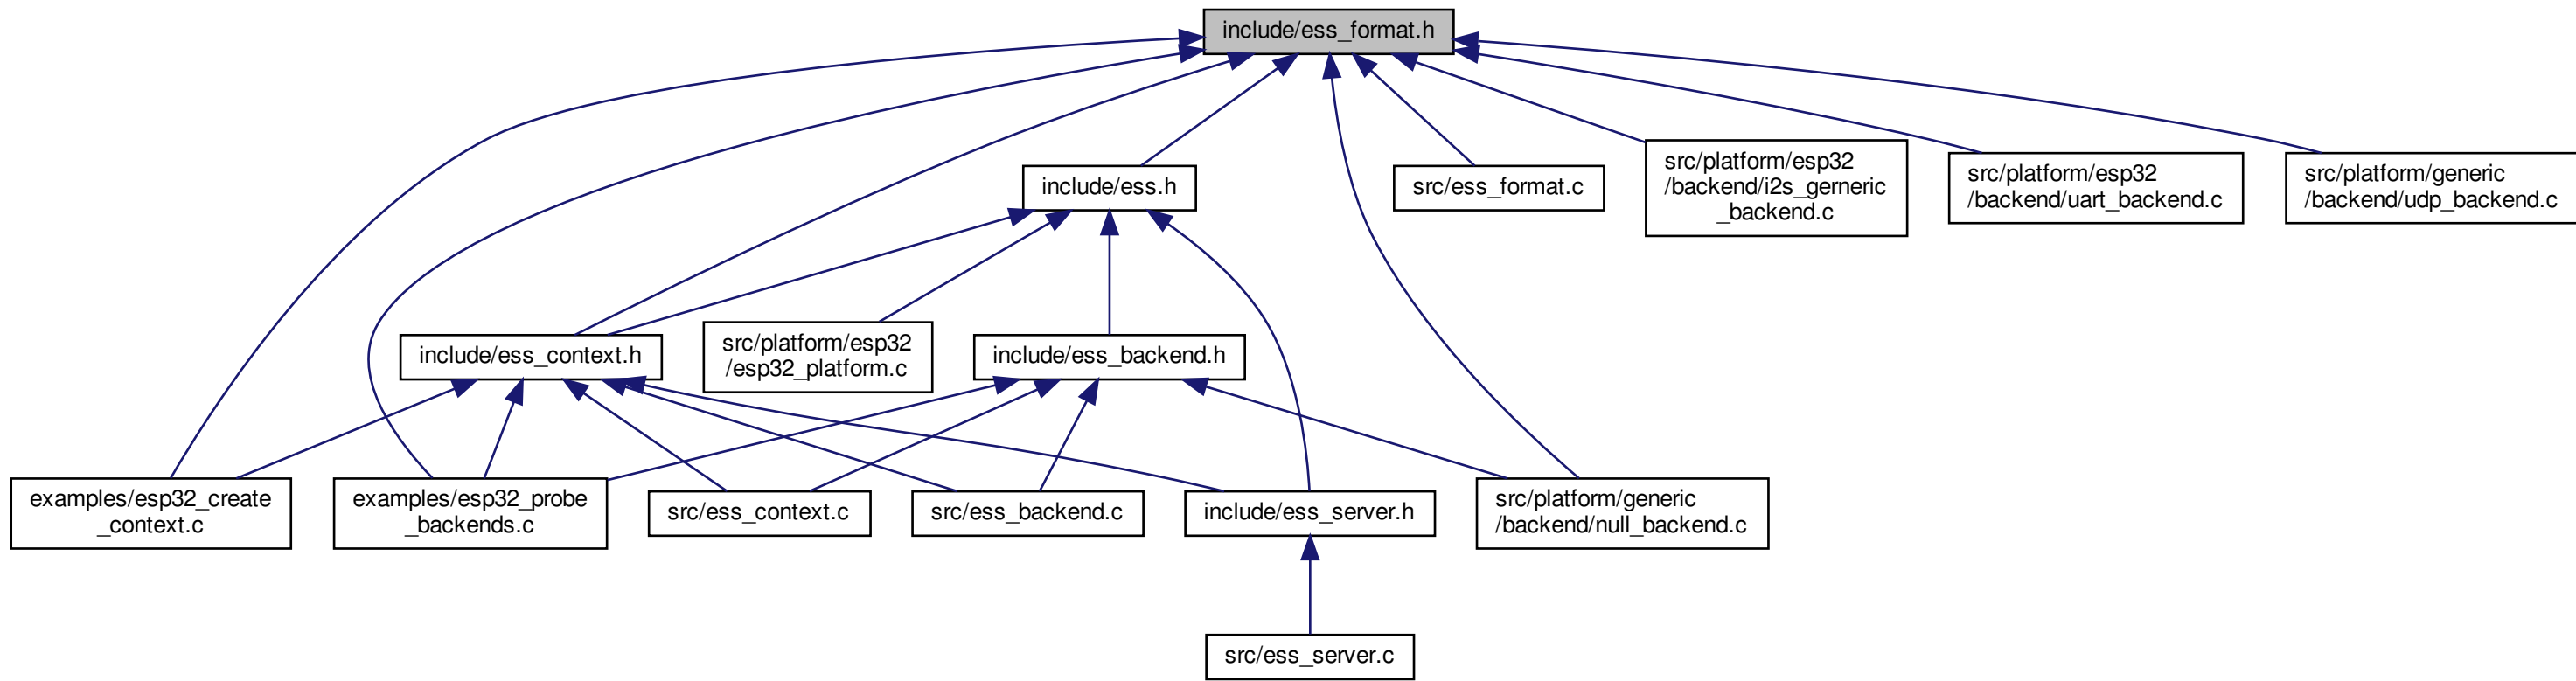 include/ess_format.h
include/ess.h
src/ess_format.c
src/platform/esp32
/backend/i2s_gerneric
_backend.c
src/platform/esp32
/backend/uart_backend.c
src/platform/generic
/backend/udp_backend.c
include/ess_context.h
src/platform/esp32
/esp32_platform.c
include/ess_backend.h
examples/esp32_create
_context.c
examples/esp32_probe
_backends.c
src/ess_context.c
src/ess_backend.c
include/ess_server.h
src/platform/generic
/backend/null_backend.c
src/ess_server.c